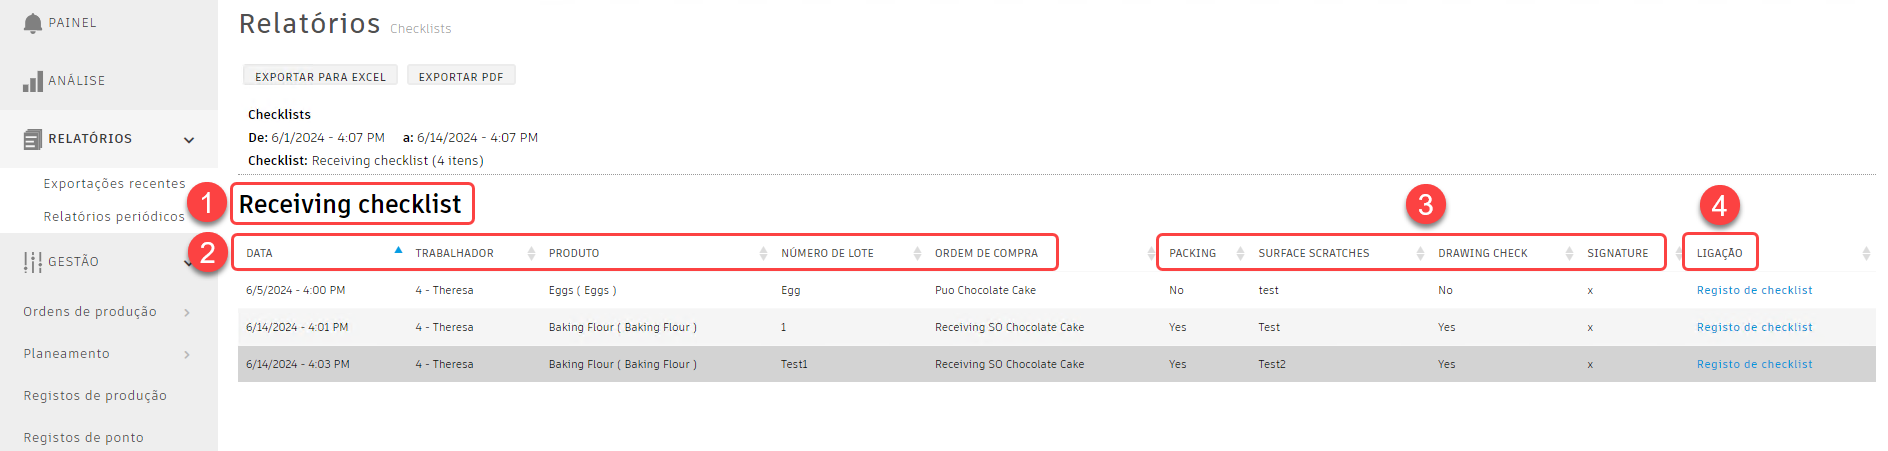 PAINEL
ANÁLISE
RELATÓRIOS
Exportações recentes
Relatórios periódicos
GESTÃO
Ordens de produção
Planeamento
Registos de produção
Registos de ponto
Relatórios Checklists
EXPORTAR PARA EXCEL EXPORTAR PDF
Checklists
De: 6/1/2024 - 4:07 PM a: 6/14/2024 - 4:07 PM
Checklist: Receiving checklist (4 itens)
1 Receiving checklist 3 4
2 DATA TRABALHADOR PRODUTO NÚMERO DE LOTE ORDEM DE COMPRA PACKING SURFACE SCRATCHES DRAWING CHECK SIGNATURE LIGAÇÃO
6/5/2024 - 4:00 PM 4 - Theresa Eggs ( Eggs ) Egg Puo Chocolate Cake No test No x Registo de checklist
6/14/2024 - 4:01 PM 4 - Theresa Baking Flour ( Baking Flour ) 1 Receiving SO Chocolate Cake Yes Test Yes x Registo de checklist
6/14/2024 - 4:03 PM 4 - Theresa Baking Flour ( Baking Flour ) Test1 Receiving SO Chocolate Cake Yes Test2 Yes x Registo de checklist